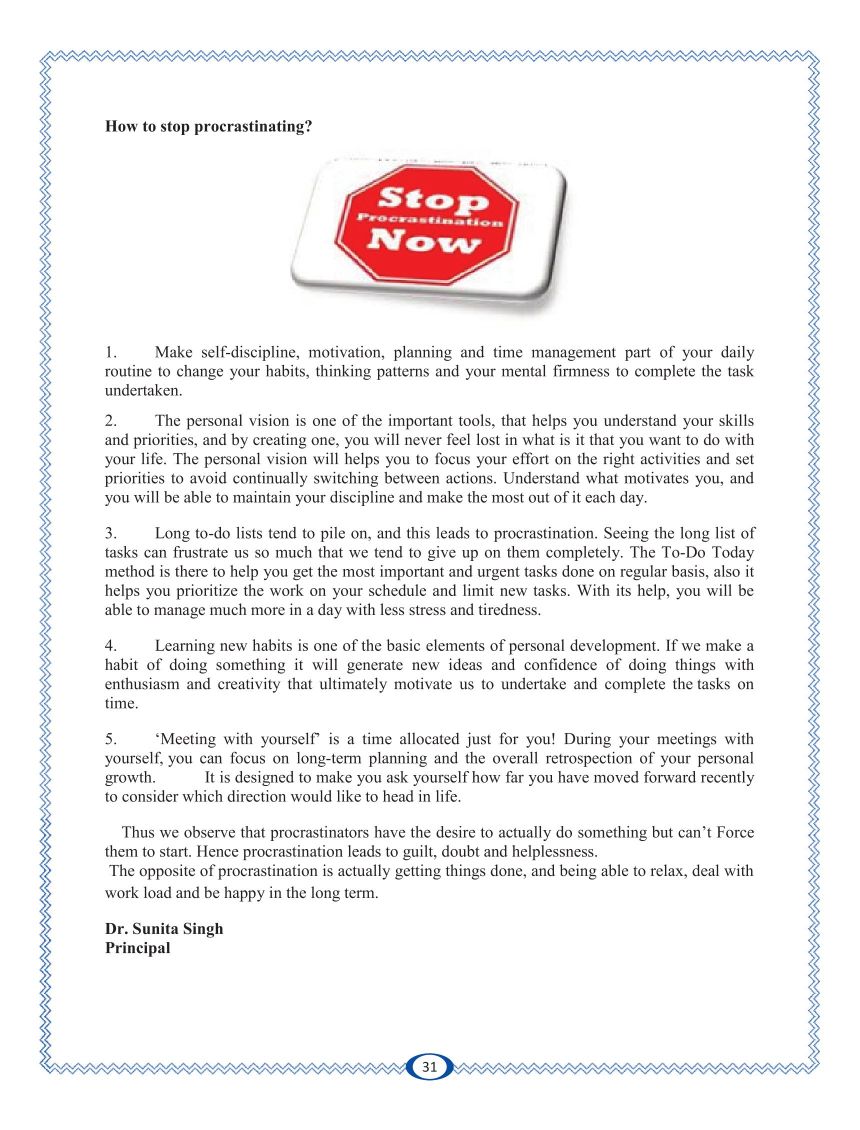 How to stop procrastinating?
Stop
Procrastination
Now
1. Make self-discipline, motivation, planning and time management part of your daily
routine to change your habits, thinking patterns and your mental firmness to complete the task
undertaken.
2. The personal vision is one of the important tools, that helps you understand your skills
and priorities, and by creating one, you will never feel lost in what is it that you want to do with
your life. The personal vision will helps you to focus your effort on the right activities and set
priorities to avoid continually switching between actions. Understand what motivates you, and
you will be able to maintain your discipline and make the most out of it each day.
3. Long to-do lists tend to pile on, and this leads to procrastination. Seeing the long list of
tasks can frustrate us so much that we tend to give up on them completely. The To-Do Today
method is there to help you get the most important and urgent tasks done on regular basis, also it
helps you prioritize the work on your schedule and limit new tasks. With its help, you will be
able to manage much more in a day with less stress and tiredness.
4. Learning new habits is one of the basic elements of personal development. If we make a
habit of doing something it will generate new ideas and confidence of doing things with
enthusiasm and creativity that ultimately motivate us to undertake and complete the tasks on
time.
5. ‘Meeting with yourself’ is a time allocated just for you! During your meetings with
yourself, you can focus on long-term planning and the overall retrospection of your personal
growth. It is designed to make you ask yourself how far you have moved forward recently
to consider which direction would like to head in life.
Thus we observe that procrastinators have the desire to actually do something but can’t Force
them to start. Hence procrastination leads to guilt, doubt and helplessness.
The opposite of procrastination is actually getting things done, and being able to relax, deal with
work load and be happy in the long term.
Dr. Sunita Singh
Principal
31